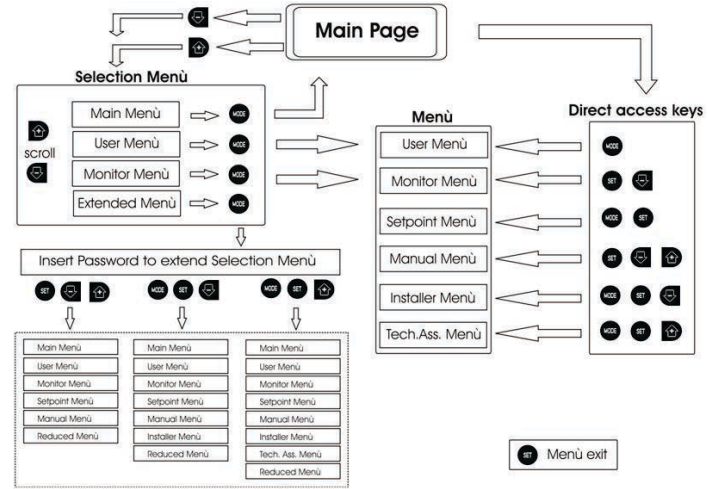 Main Page
Selection Menù
scroll
Main Menù MODE
User Menù MODE
Monitor Menù MODE
Extended Menù MODE
Insert Password to extend Selection Menù
SET
MODE SET
MODE SET
Main Menù
User Menù
Monitor Menù
Setpoint Menù
Manual Menù
Reduced Menù
Main Menù
User Menù
Monitor Menù
Setpoint Menù
Manual Menù
Installer Menù
Reduced Menù
Main Menù
User Menù
Monitor Menù
Setpoint Menù
Manual Menù
Installer Menù
Tech. Ass. Menù
Reduced Menù
Menù
User Menù
Monitor Menù
Setpoint Menù
Manual Menù
Installer Menù
Tech.Ass. Menù
Direct access keys
MODE
SET
MODE SET
SET
MODE SET
MODE SET
SET Menù exit